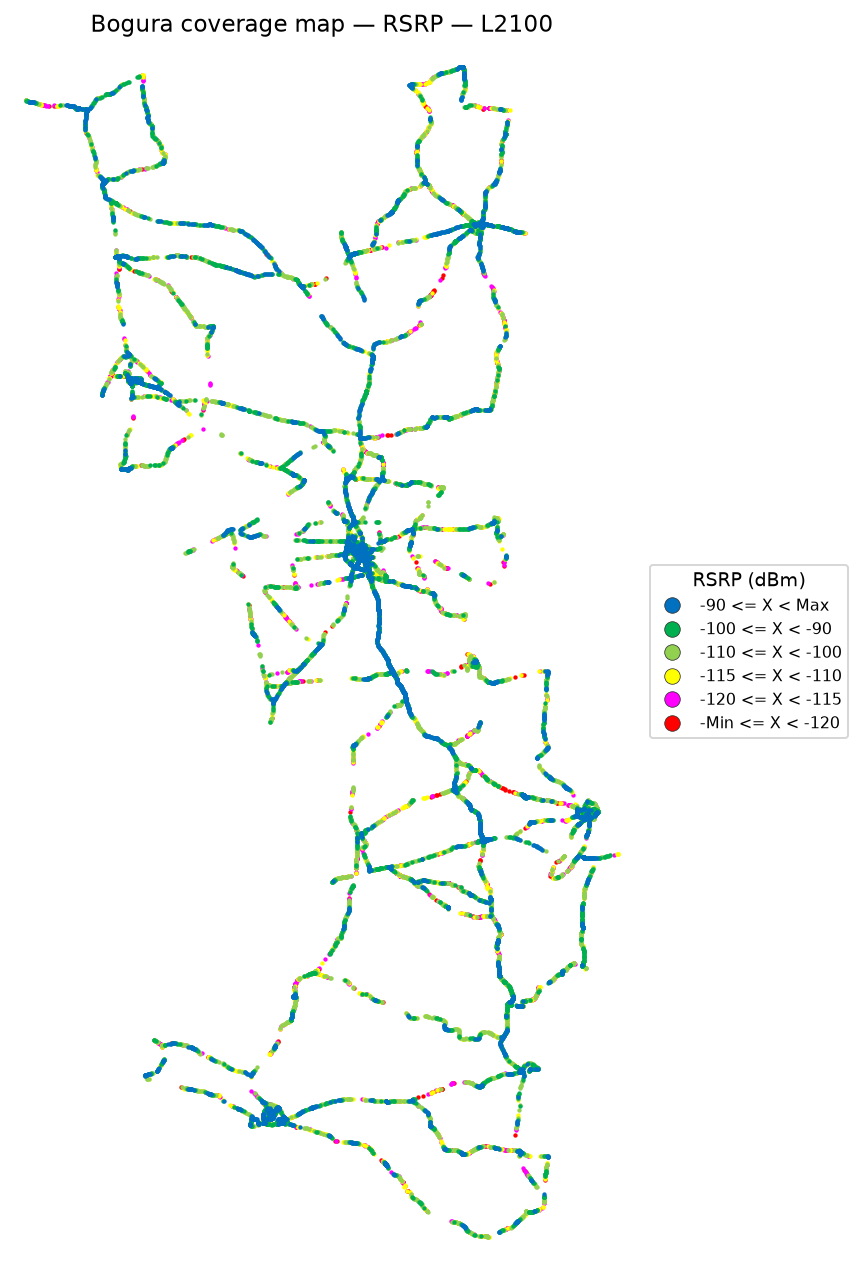 Bogura coverage map — RSRP — L2100
RSRP (dBm)
-90 <= X < Max
-100 <= X < -90
-110 <= X < -100
-115 <= X < -110
-120 <= X < -115
-Min <= X < -120